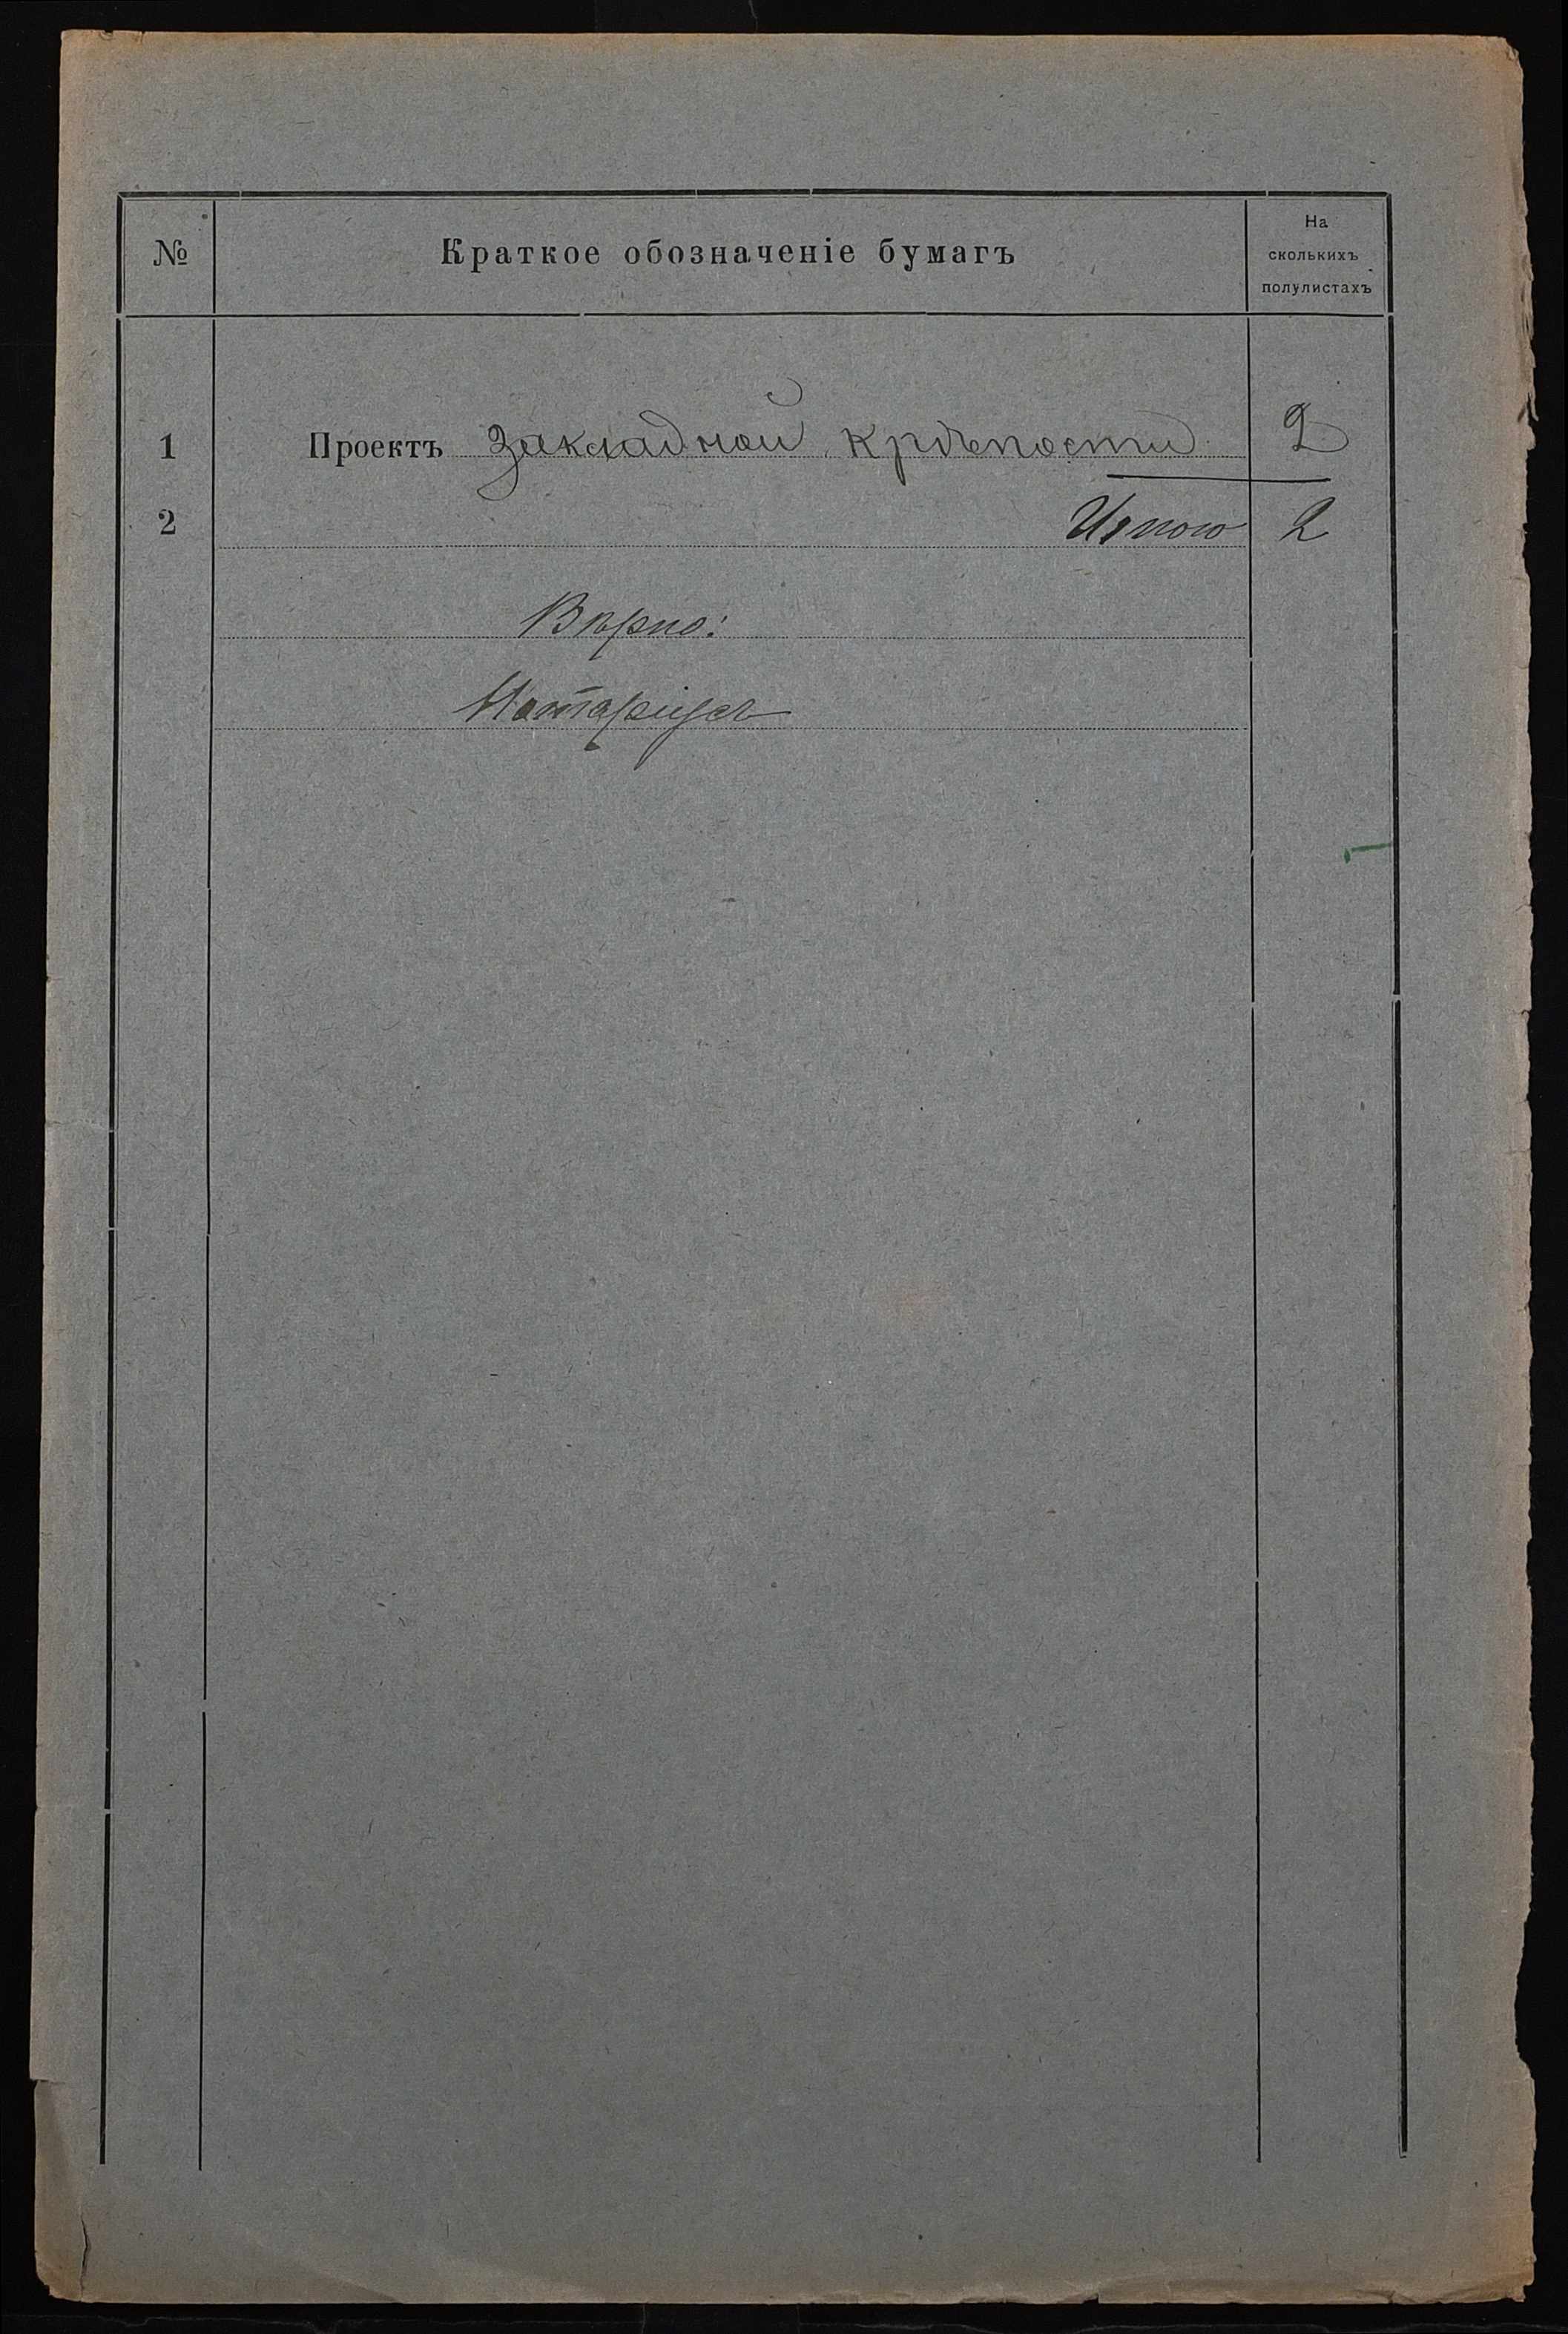 № Краткое обозначеніе бумагъ На сколькихъ полулистахъ
1 Проектъ Закладной крѣпости 2
2 Итого 2
Вѣрно:
Нотаріусъ